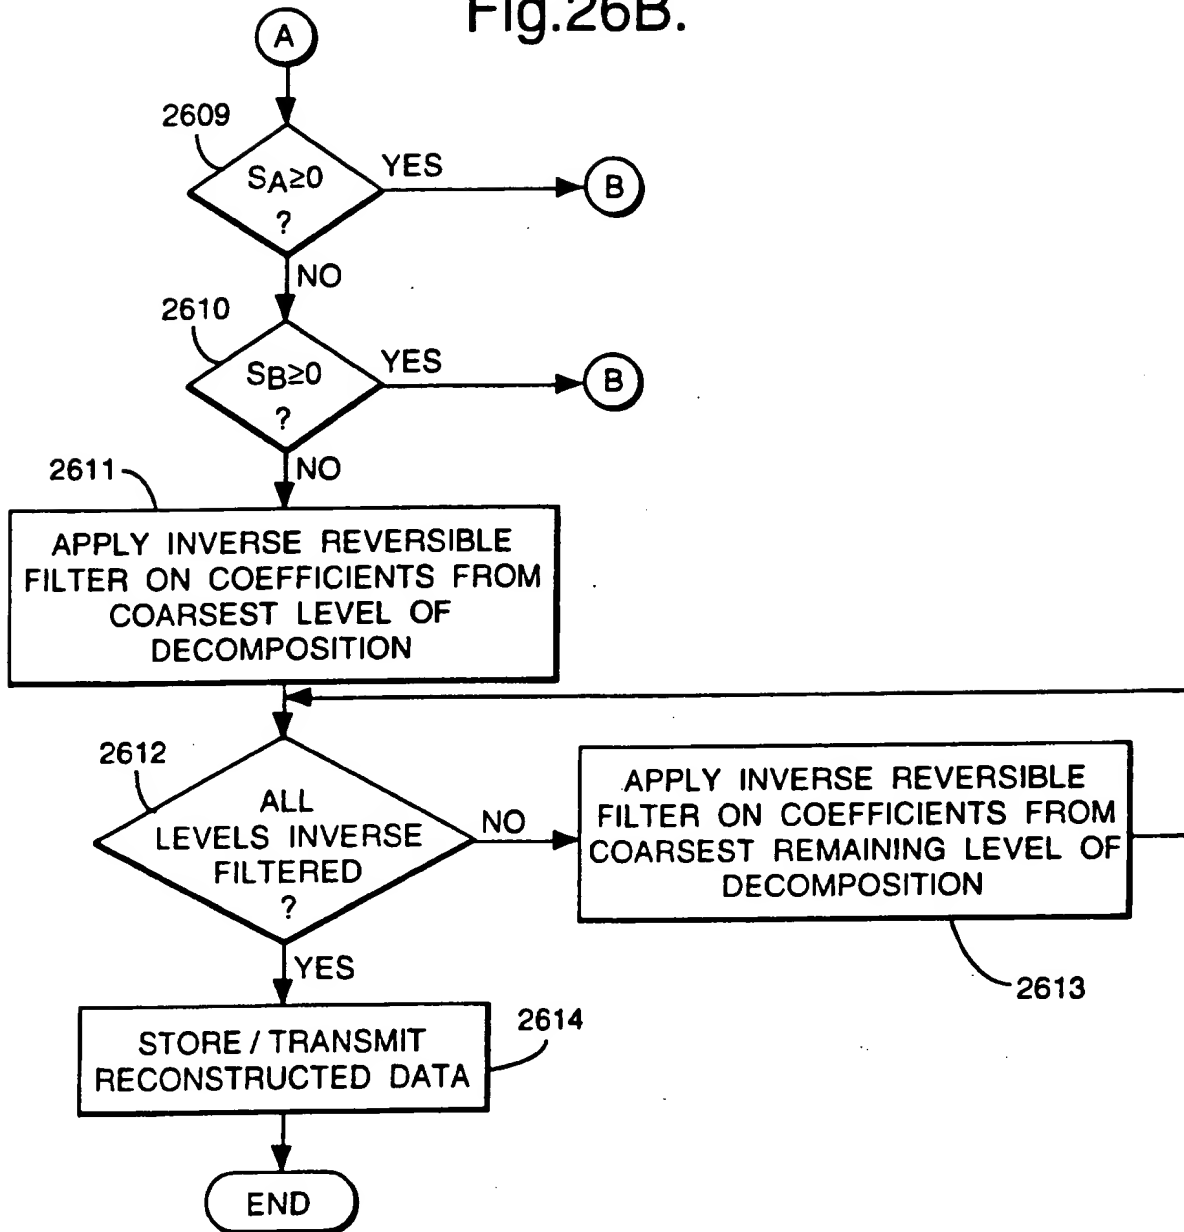 Fig.26B.
A
2609
SA≥0
?
YES
B
NO
2610
SB≥0
?
YES
B
NO
2611
APPLY INVERSE REVERSIBLE
FILTER ON COEFFICIENTS FROM
COARSEST LEVEL OF
DECOMPOSITION
2612
ALL
LEVELS INVERSE
FILTERED
?
NO
APPLY INVERSE REVERSIBLE
FILTER ON COEFFICIENTS FROM
COARSEST REMAINING LEVEL OF
DECOMPOSITION
2613
YES
STORE / TRANSMIT
RECONSTRUCTED DATA
2614
END